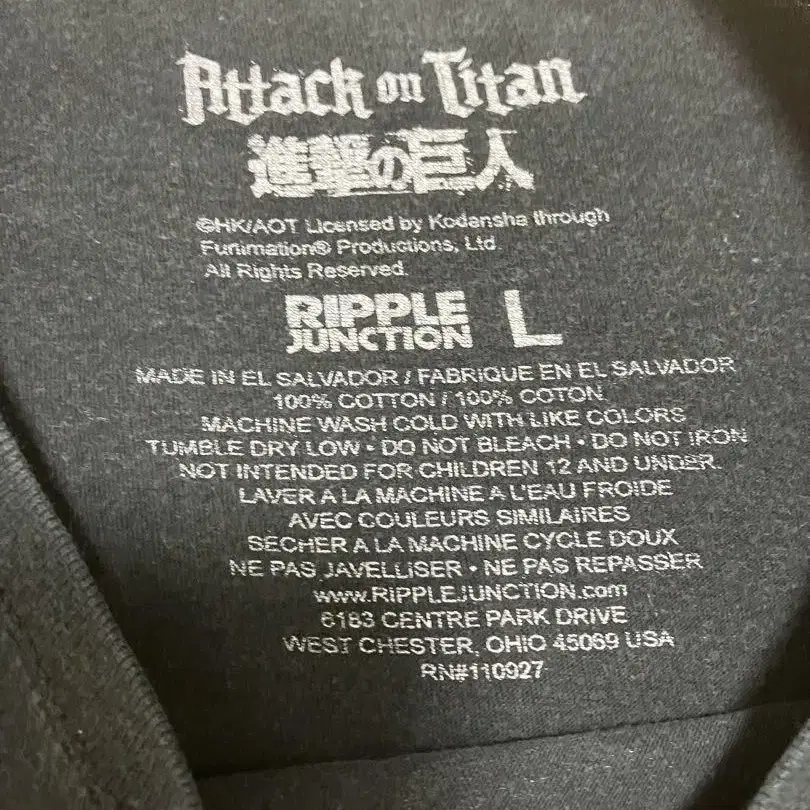 Attack on Titan
進撃の巨人
©HK/AOT Licensed by Kodansha through
Funimation® Productions, Ltd.
All Rights Reserved.
RIPPLE
JUNCTION
L
MADE IN EL SALVADOR / FABRIQUE EN EL SALVADOR
100% COTTON / 100% COTON
MACHINE WASH COLD WITH LIKE COLORS
TUMBLE DRY LOW • DO NOT BLEACH • DO NOT IRON
NOT INTENDED FOR CHILDREN 12 AND UNDER.
LAVER A LA MACHINE A L'EAU FROIDE
AVEC COULEURS SIMILAIRES
SECHER A LA MACHINE CYCLE DOUX
NE PAS JAVELLISER • NE PAS REPASSER
www.RIPPLEJUNCTION.com
6183 CENTRE PARK DRIVE
WEST CHESTER, OHIO 45069 USA
RN#110927